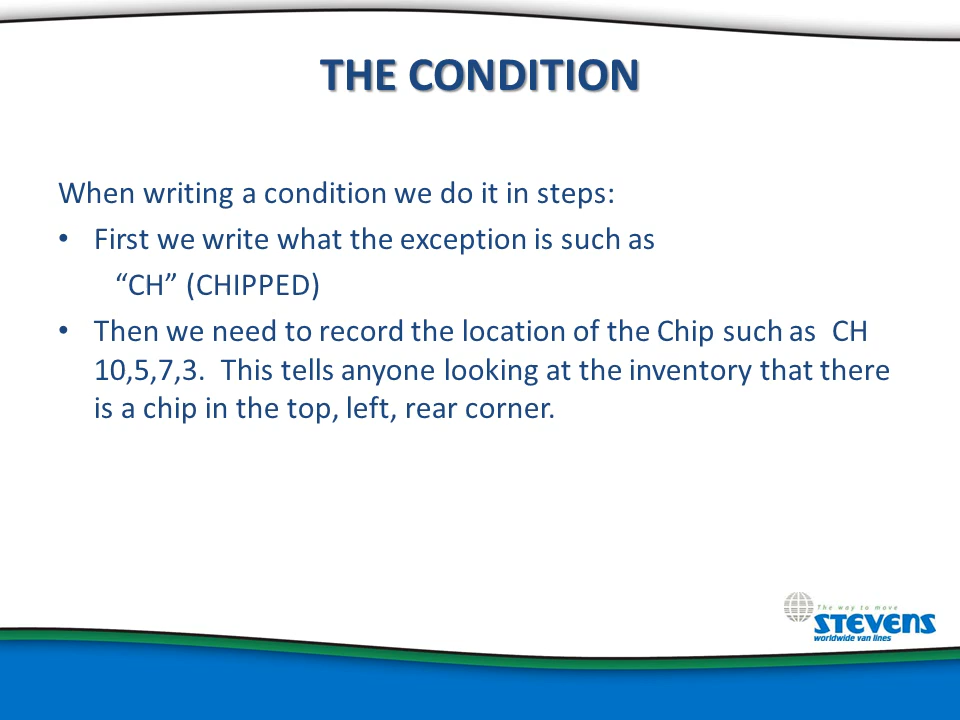 THE CONDITION
When writing a condition we do it in steps:
• First we write what the exception is such as
“CH” (CHIPPED)
• Then we need to record the location of the Chip such as  CH
10,5,7,3.  This tells anyone looking at the inventory that there
is a chip in the top, left, rear corner.
The way to move
STEVENS
worldwide van lines